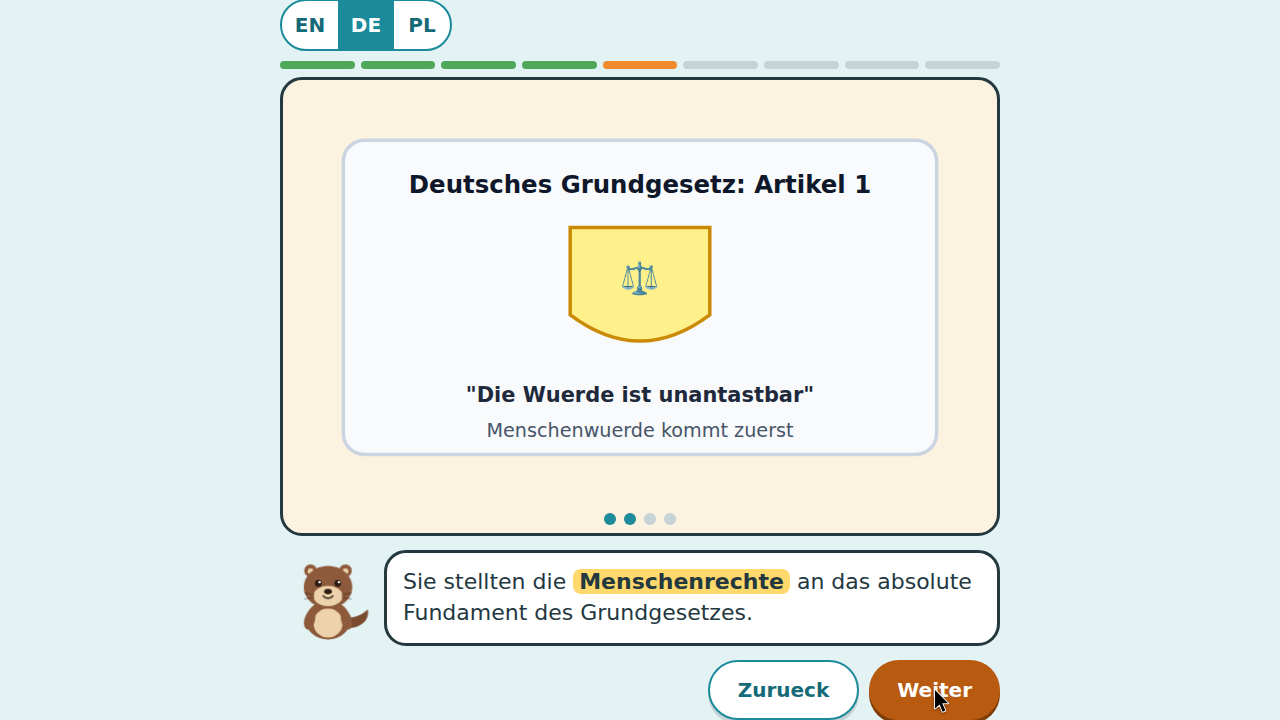 EN DE PL
Deutsches Grundgesetz: Artikel 1
"Die Wuerde ist unantastbar"
Menschenwuerde kommt zuerst
Sie stellten die Menschenrechte an das absolute
Fundament des Grundgesetzes.
Zurueck Weiter